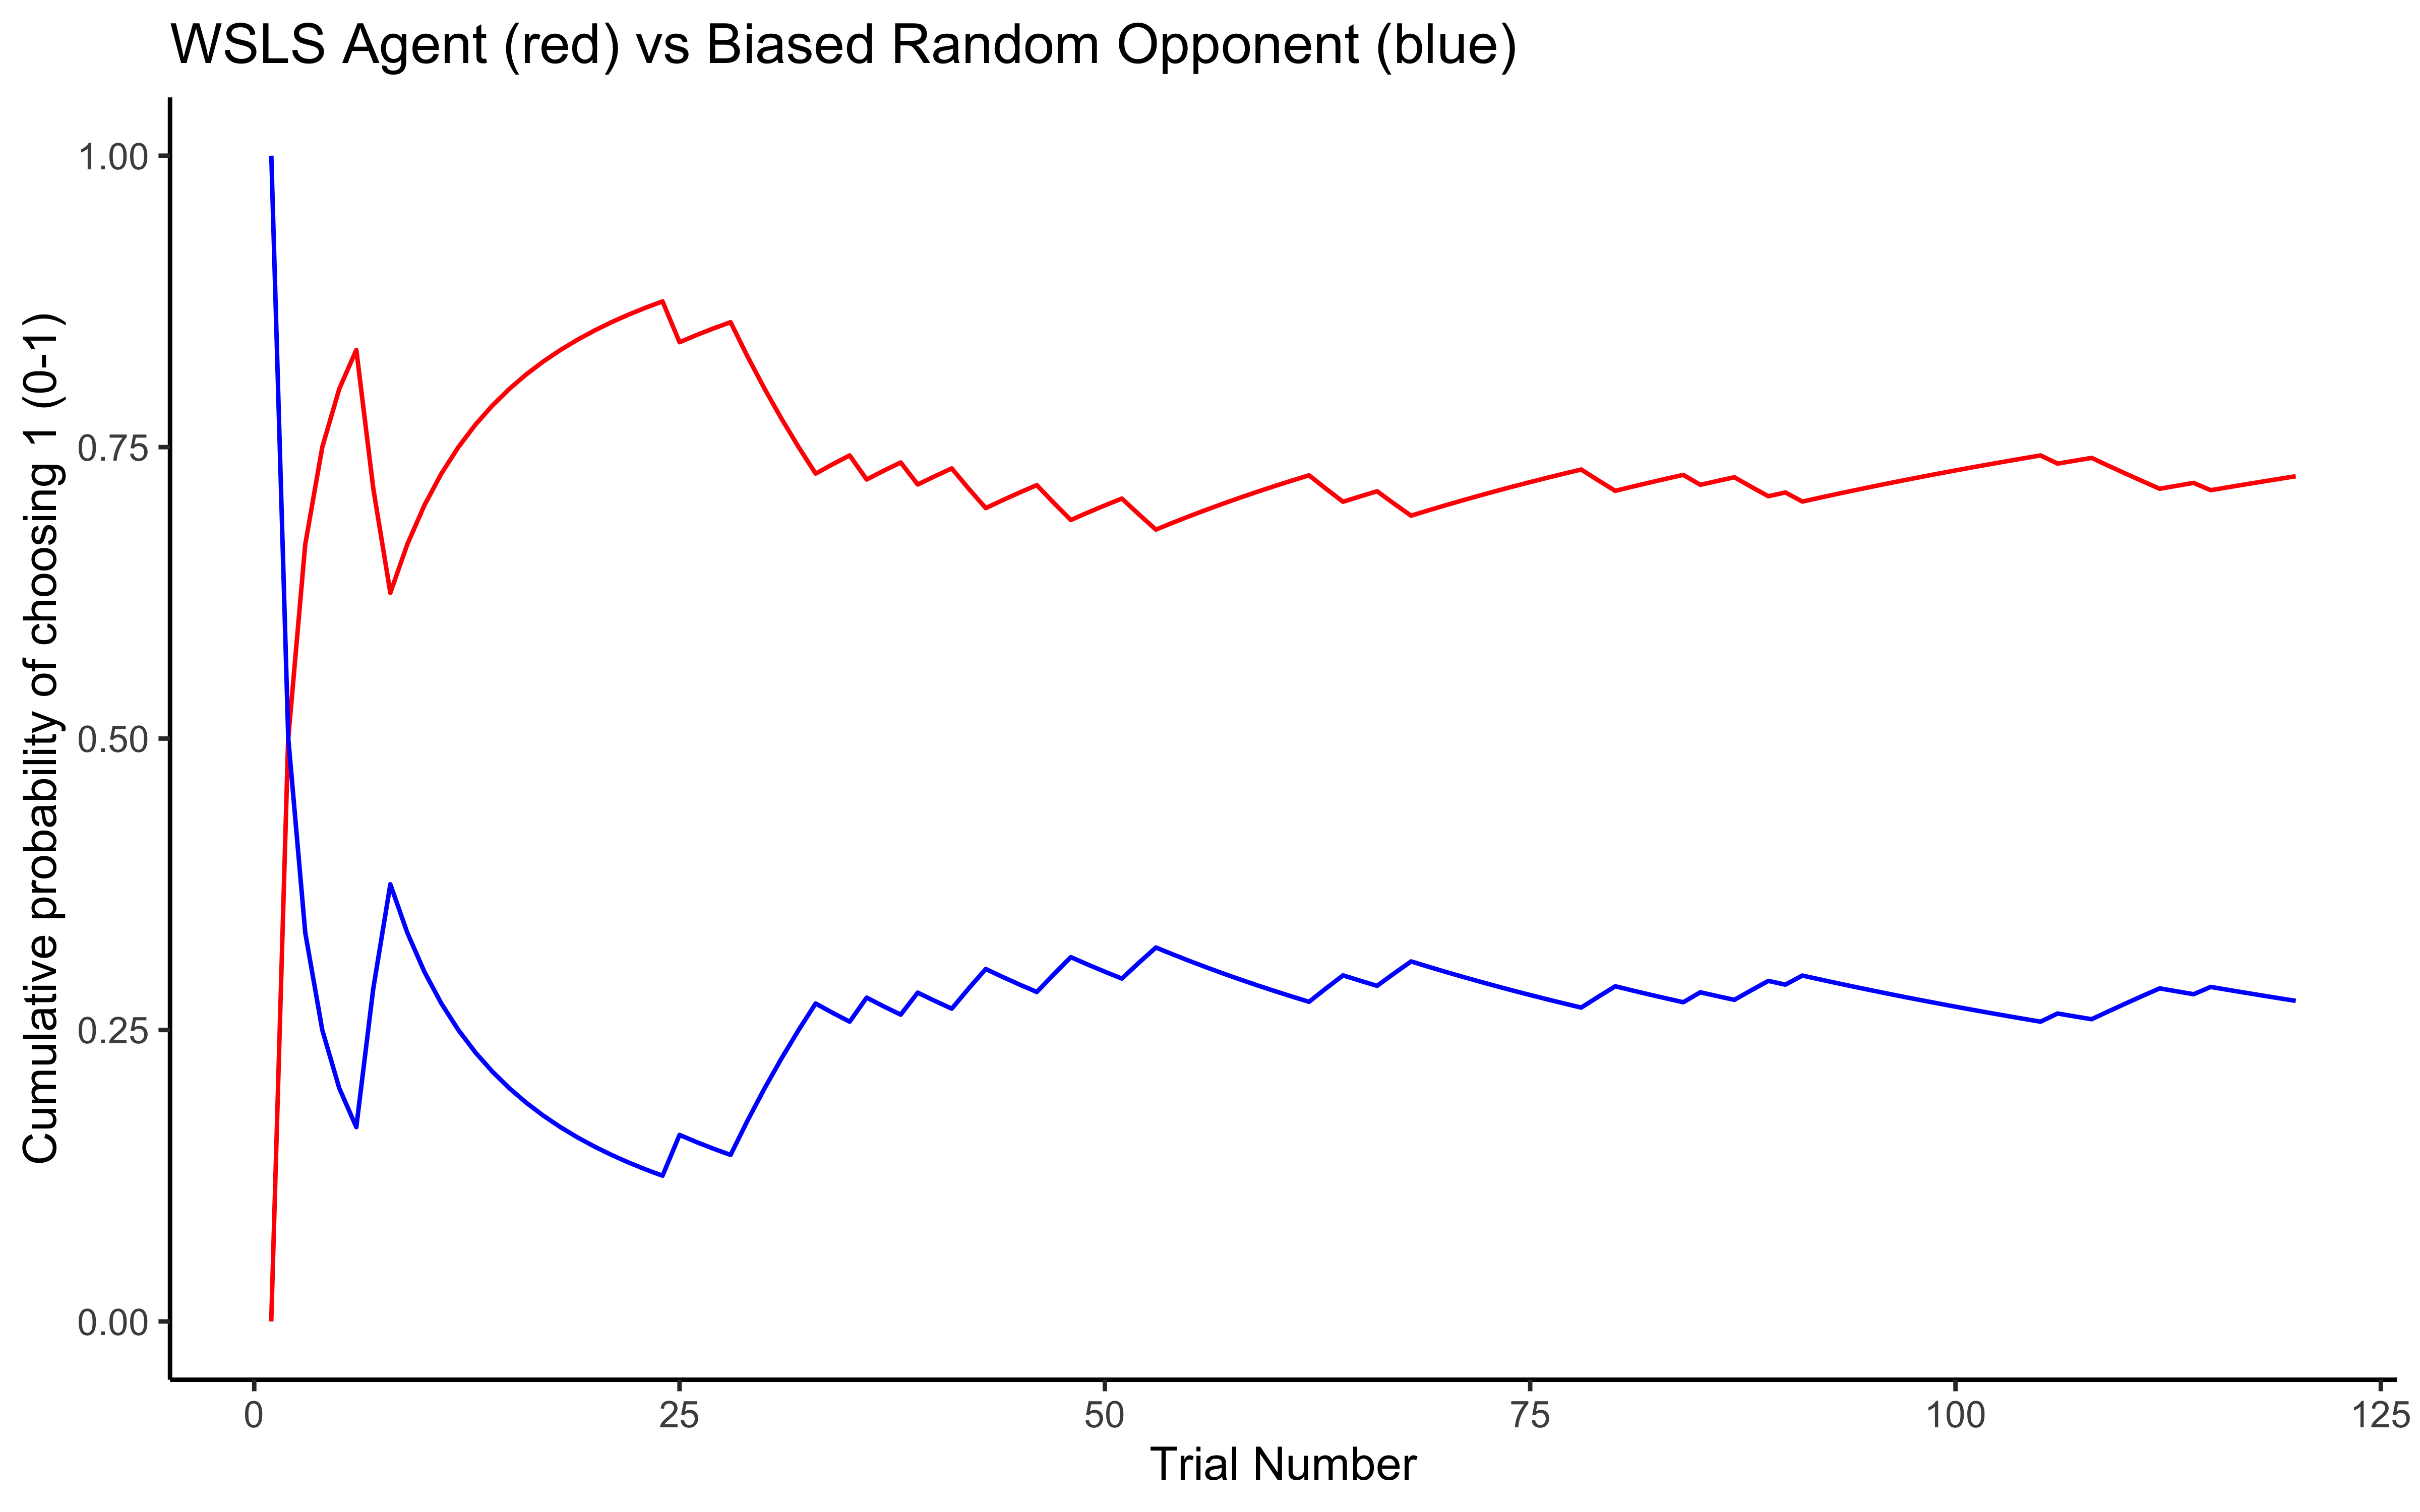 WSLS Agent (red) vs Biased Random Opponent (blue)
Cumulative probability of choosing 1 (0-1)
1.00
0.75
0.50
0.25
0.00
0 25 50 75 100 125
Trial Number